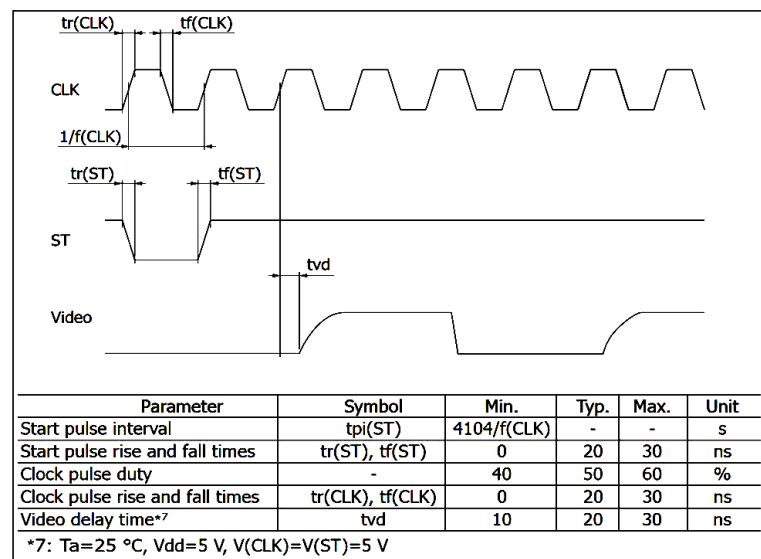 tr(CLK) tf(CLK)
CLK
1/f(CLK)
tr(ST) tf(ST)
ST
tvd
Video
Parameter Symbol Min. Typ. Max. Unit
Start pulse interval tpi(ST) 4104/f(CLK) - - s
Start pulse rise and fall times tr(ST), tf(ST) 0 20 30 ns
Clock pulse duty - 40 50 60 %
Clock pulse rise and fall times tr(CLK), tf(CLK) 0 20 30 ns
Video delay time*7 tvd 10 20 30 ns
*7: Ta=25 °C, Vdd=5 V, V(CLK)=V(ST)=5 V